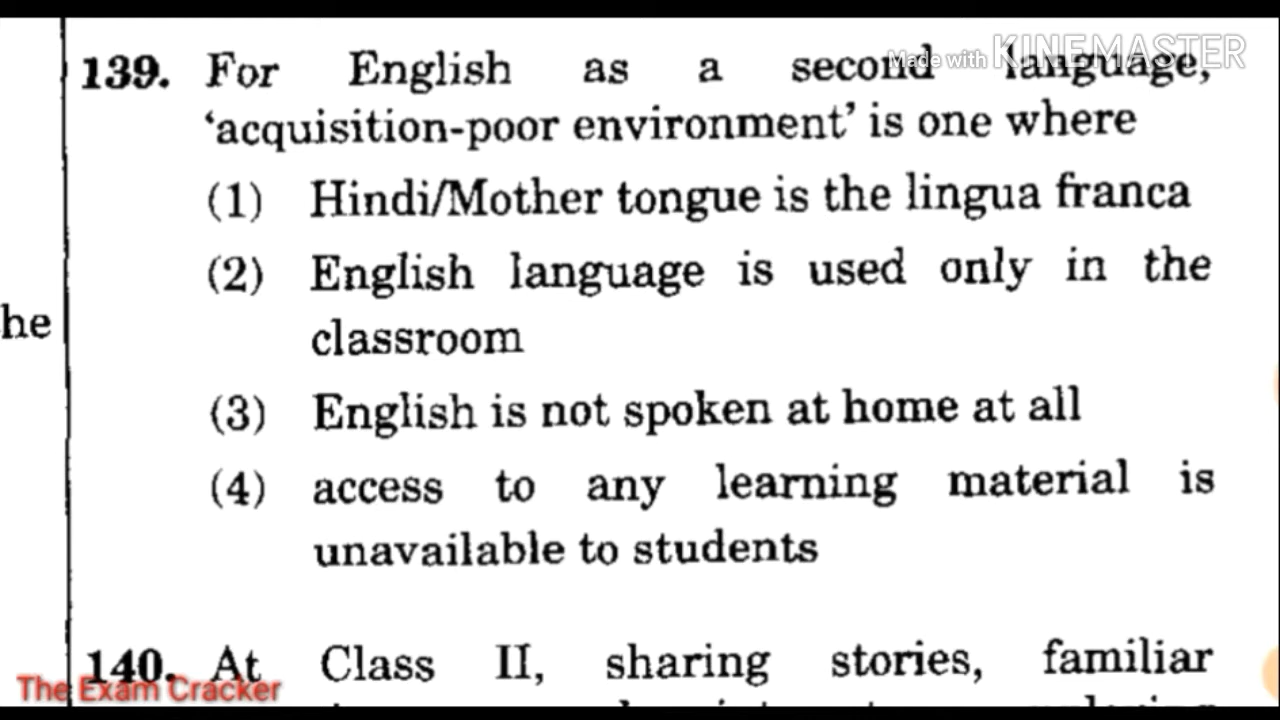 Made with KINEMASTER
139. For English as a second language,
'acquisition-poor environment' is one where
(1) Hindi/Mother tongue is the lingua franca
(2) English language is used only in the
classroom
he
(3) English is not spoken at home at all
(4) access to any learning material is
unavailable to students
140. At Class II, sharing stories, familiar
The Exam Cracker